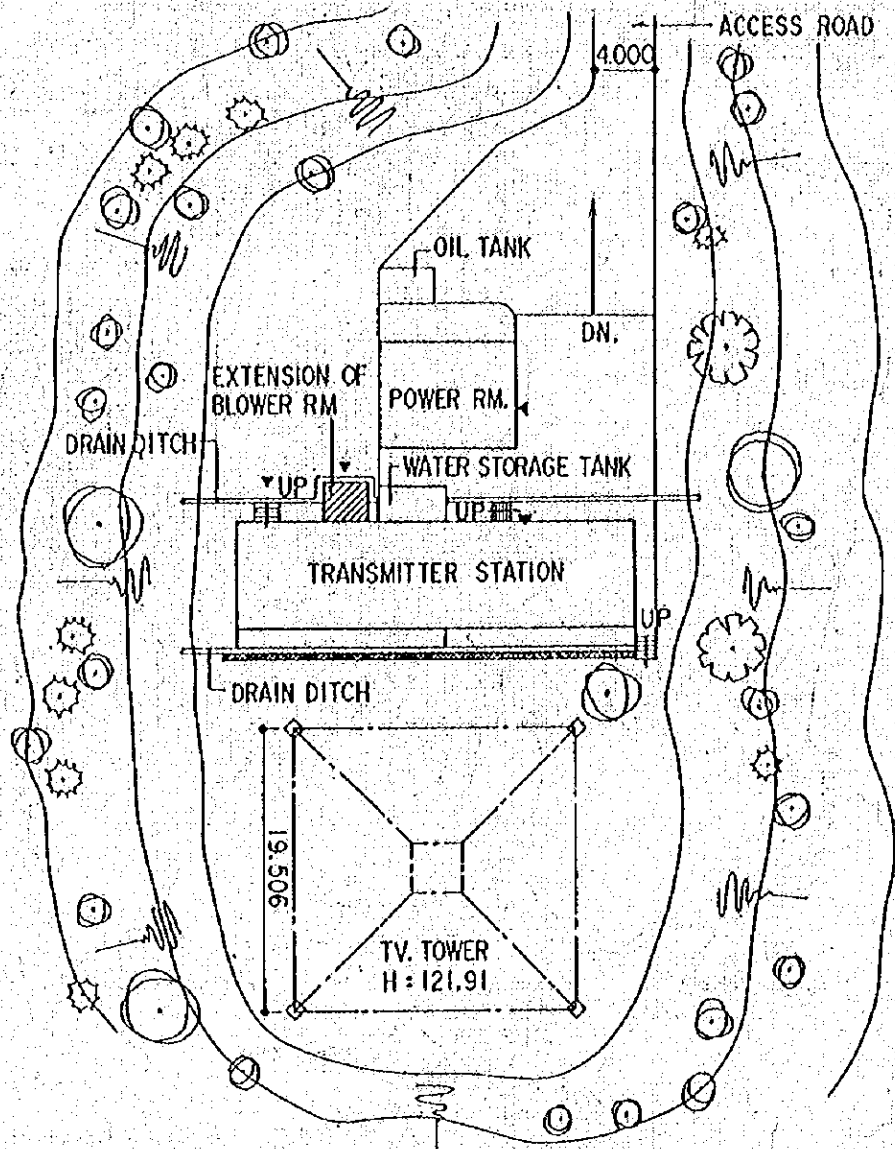 ACCESS ROAD
4.000
OIL TANK
DN.
EXTENSION OF
BLOWER RM
POWER RM.
DRAIN DITCH
UP
WATER STORAGE TANK
UP
TRANSMITTER STATION
UP
DRAIN DITCH
19.506
TV. TOWER
H : 121.91